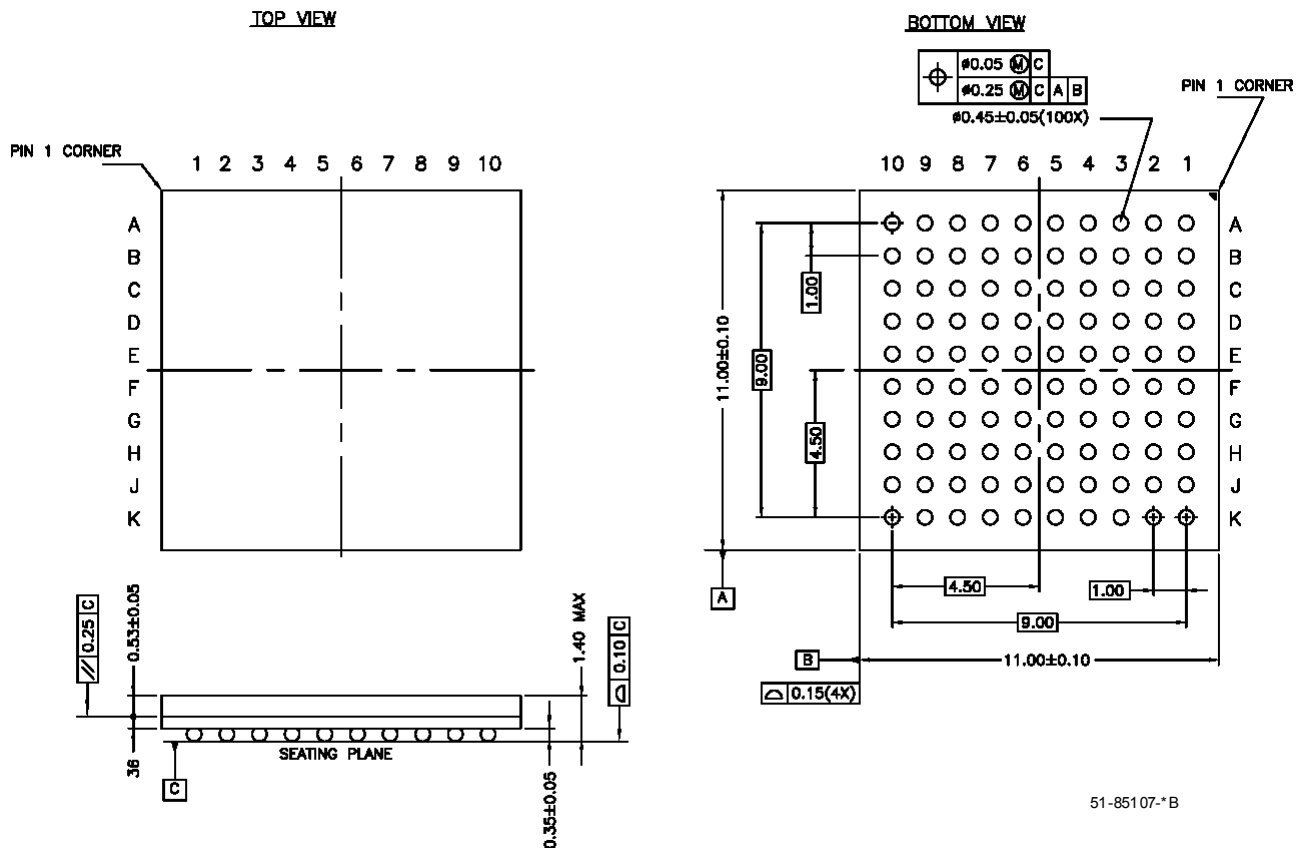 TOP VIEW
BOTTOM VIEW
ø0.05 Ⓜ C
ø0.25 Ⓜ C A B
ø0.45±0.05(100X)
PIN 1 CORNER
PIN 1 CORNER
1 2 3 4 5 6 7 8 9 10
10 9 8 7 6 5 4 3 2 1
A
B
C
D
E
F
G
H
J
K
11.00±0.10
9.00
1.00
4.50
A
B
C
D
E
F
G
H
J
K
A
4.50
1.00
9.00
B
11.00±0.10
0.15(4X)
// 0.25 C
0.53±0.05
36
C
SEATING PLANE
0.35±0.05
1.40 MAX
0.10 C
51-85107-*B